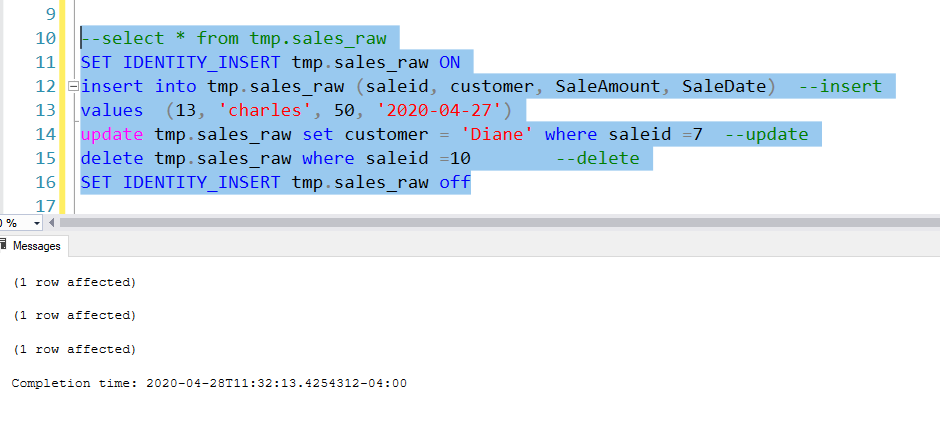 9
10 --select * from tmp.sales_raw
11 SET IDENTITY_INSERT tmp.sales_raw ON
12 insert into tmp.sales_raw (saleid, customer, SaleAmount, SaleDate)  --insert
13 values  (13, 'charles', 50, '2020-04-27')
14 update tmp.sales_raw set customer = 'Diane' where saleid =7  --update
15 delete tmp.sales_raw where saleid =10        --delete
16 SET IDENTITY_INSERT tmp.sales_raw off
17
%
Messages
(1 row affected)
(1 row affected)
(1 row affected)
Completion time: 2020-04-28T11:32:13.4254312-04:00